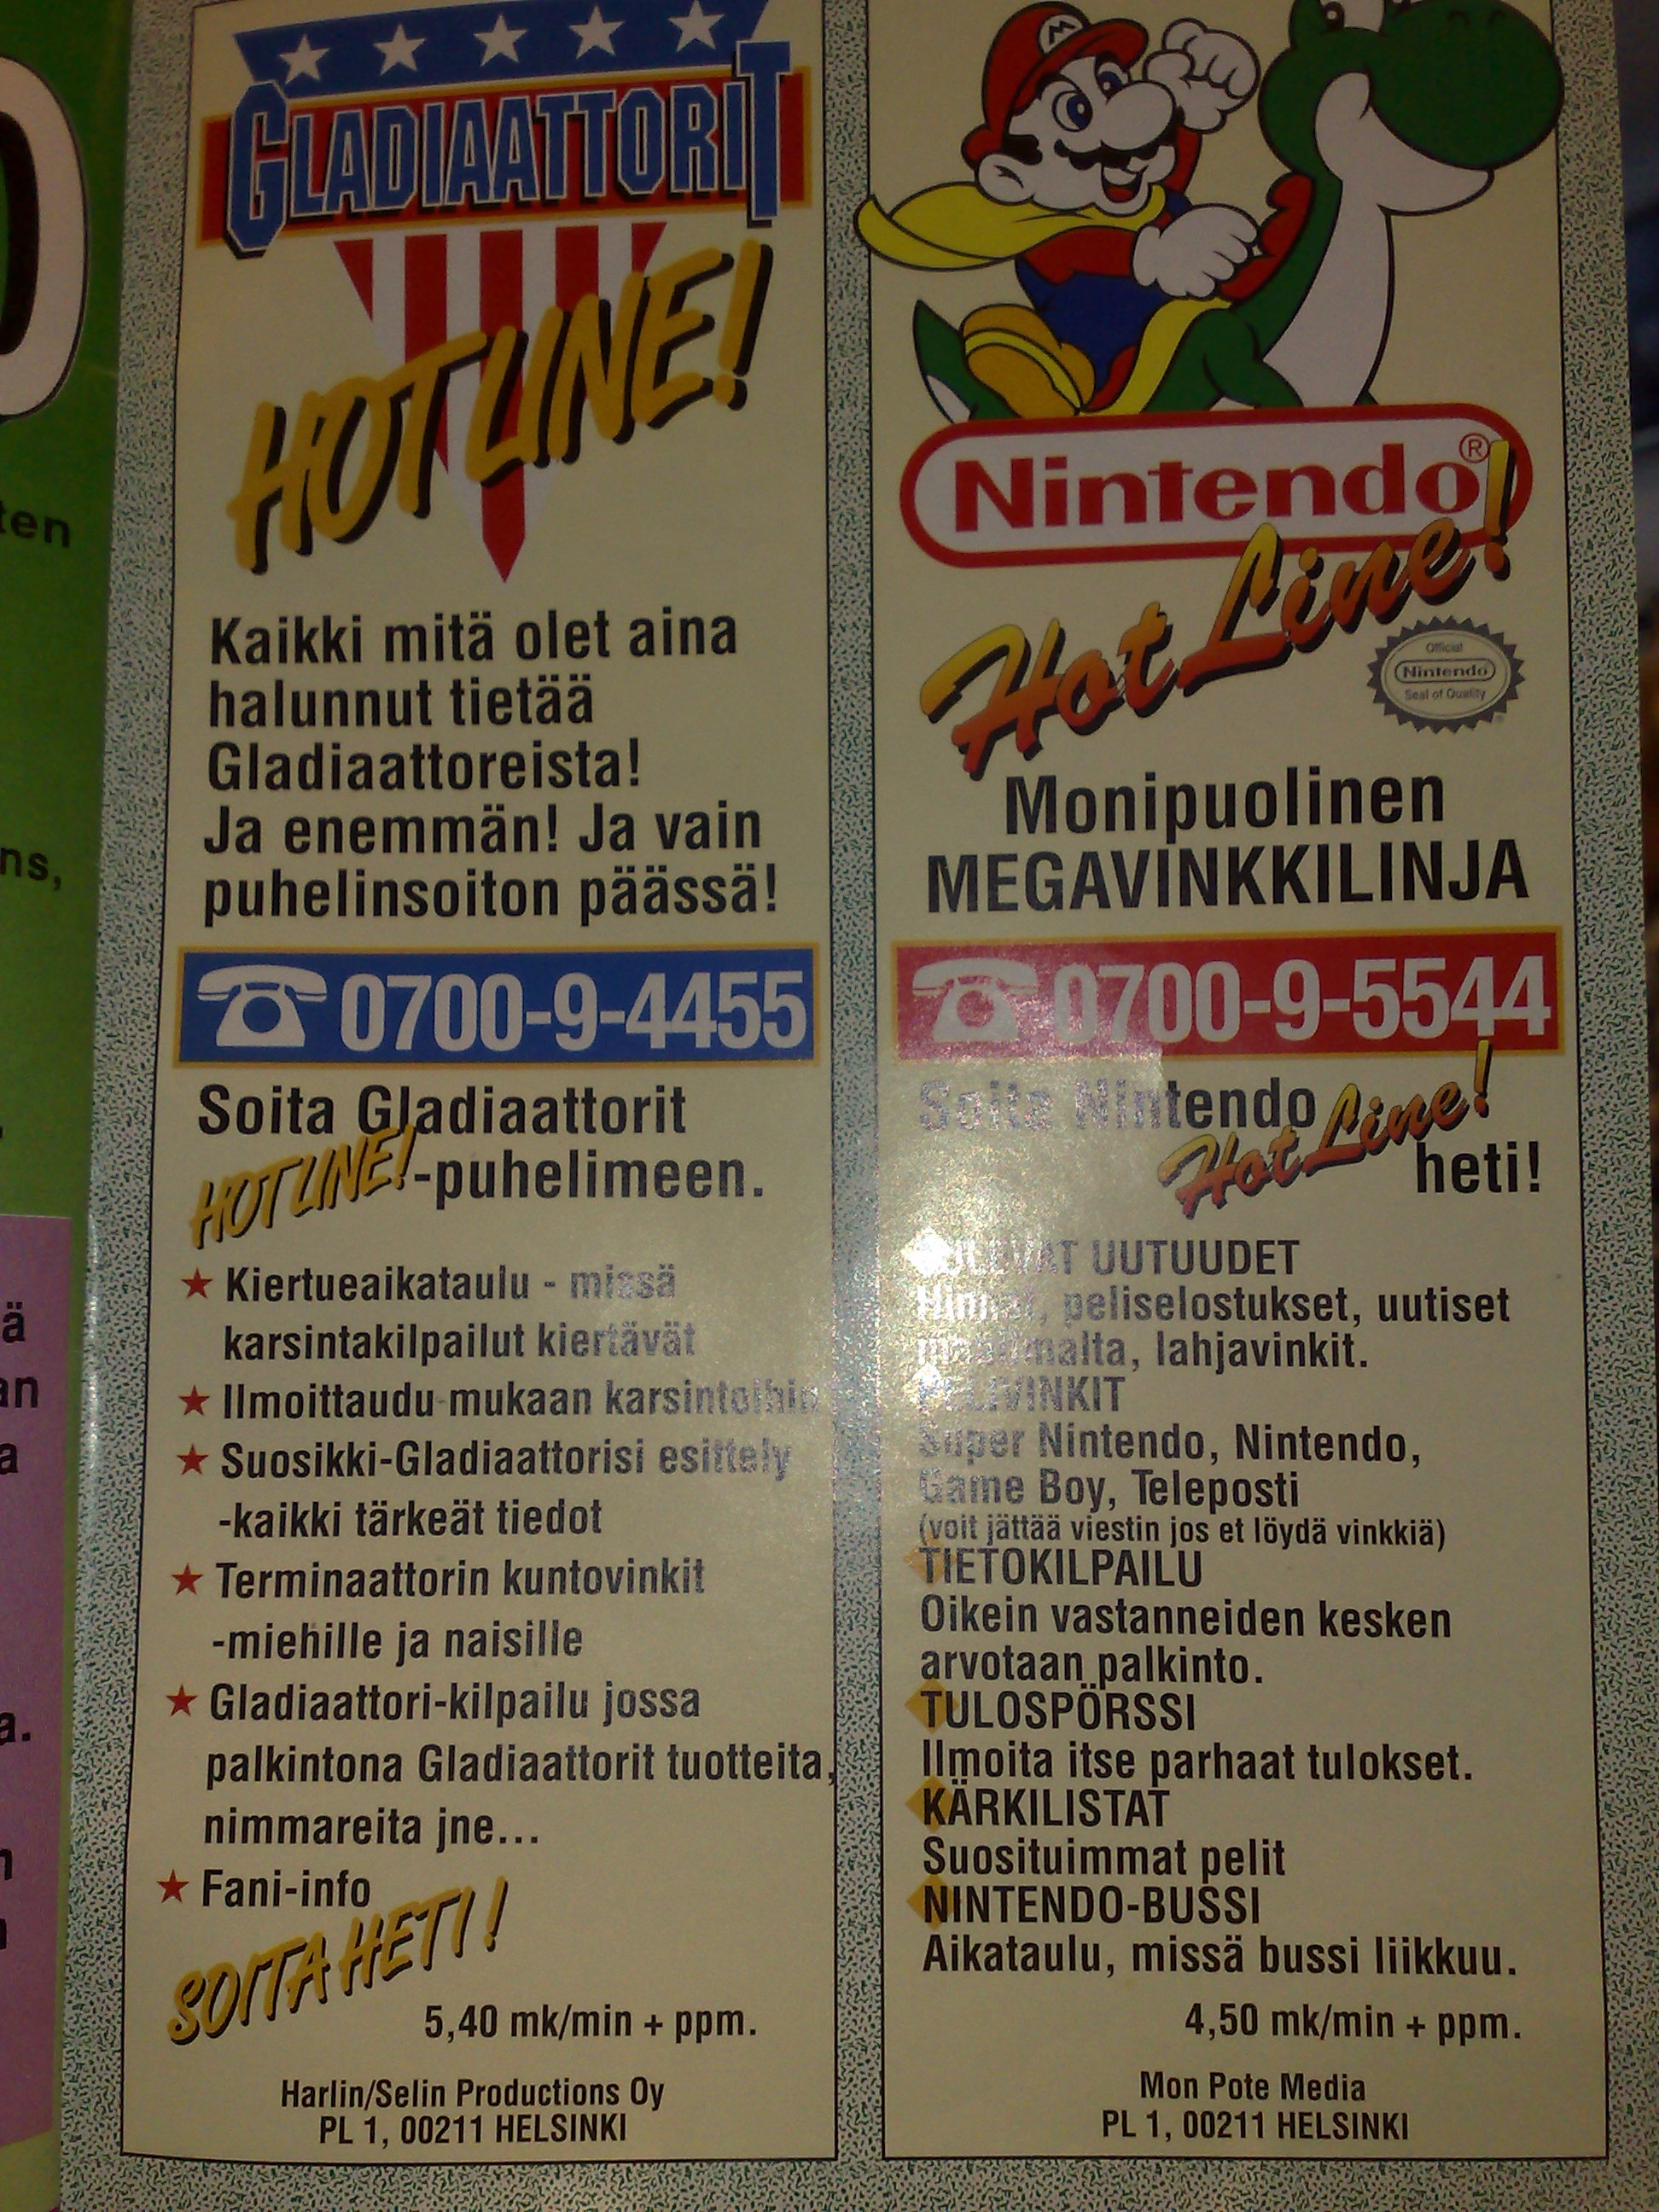 GLADIAATTORIT
HOTLINE!
Kaikki mitä olet aina
halunnut tietää
Gladiaattoreista!
Ja enemmän! Ja vain
puhelinsoiton päässä!
0700-9-4455
Soita Gladiaattorit
HOTLINE!-puhelimeen.
Kiertueaikataulu - missä
karsintakilpailut kiertävät
Ilmoittaudu mukaan karsintoihin
Suosikki-Gladiaattorisi esittely
-kaikki tärkeät tiedot
Terminaattorin kuntovinkit
-miehille ja naisille
Gladiaattori-kilpailu jossa
palkintona Gladiaattorit tuotteita,
nimmareita jne...
Fani-info
SOITA HETI!
5,40 mk/min + ppm.
Harlin/Selin Productions Oy
PL 1, 00211 HELSINKI
M
Nintendo®
Hot Line!
Official
Nintendo
Seal of Quality
Monipuolinen
MEGAVINKKILINJA
0700-9-5544
Soita Nintendo
Hot Line!
heti!
UUTUUDET
peliselostukset, uutiset
lahjavinkit.
PELIVINKIT
Super Nintendo, Nintendo,
Game Boy, Teleposti
(voit jättää viestin jos et löydä vinkkiä)
TIETOKILPAILU
Oikein vastanneiden kesken
arvotaan palkinto.
TULOSPÖRSSI
Ilmoita itse parhaat tulokset.
KÄRKILISTAT
Suosituimmat pelit
NINTENDO-BUSSI
Aikataulu, missä bussi liikkuu.
4,50 mk/min + ppm.
Mon Pote Media
PL 1, 00211 HELSINKI